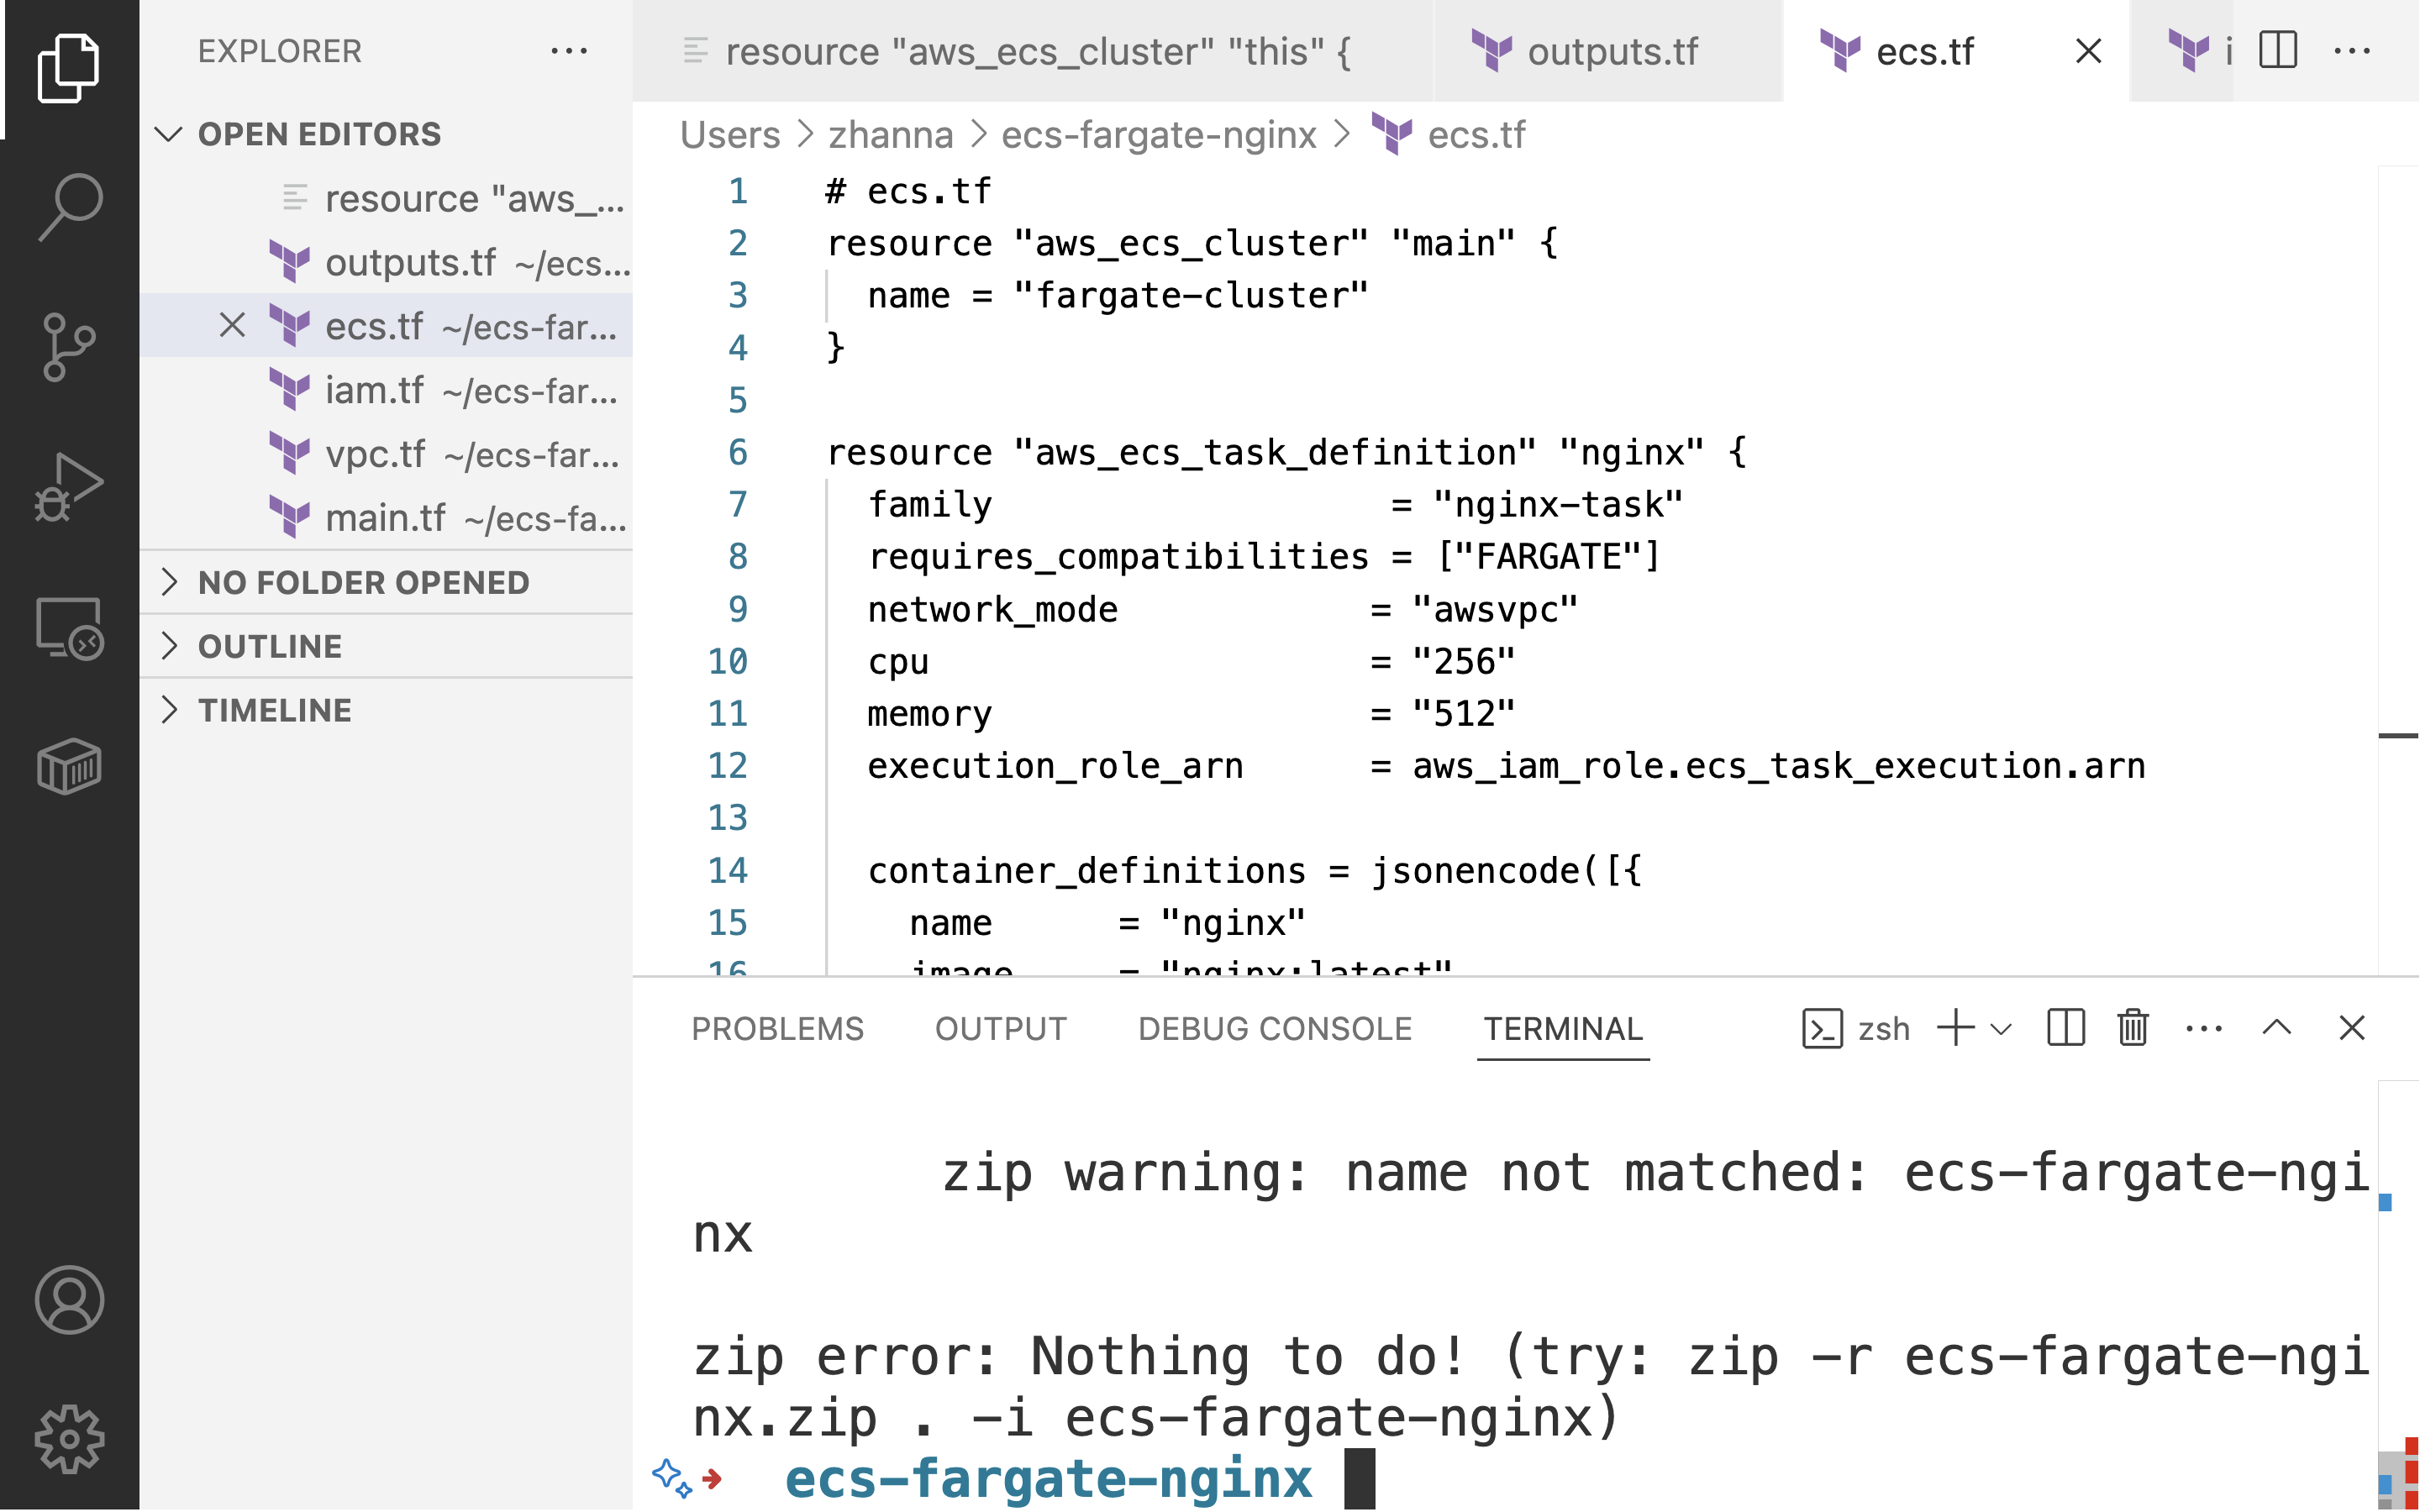 EXPLORER
OPEN EDITORS
resource "aws_...
outputs.tf ~/ecs...
ecs.tf ~/ecs-far...
iam.tf ~/ecs-far...
vpc.tf ~/ecs-far...
main.tf ~/ecs-fa...
NO FOLDER OPENED
OUTLINE
TIMELINE
resource "aws_ecs_cluster" "this" {
outputs.tf
ecs.tf
i
Users > zhanna > ecs-fargate-nginx > ecs.tf
1 # ecs.tf
2 resource "aws_ecs_cluster" "main" {
3   name = "fargate-cluster"
4 }
5
6 resource "aws_ecs_task_definition" "nginx" {
7   family                   = "nginx-task"
8   requires_compatibilities = ["FARGATE"]
9   network_mode            = "awsvpc"
10   cpu                     = "256"
11   memory                  = "512"
12   execution_role_arn      = aws_iam_role.ecs_task_execution.arn
13
14   container_definitions = jsonencode([{
15     name      = "nginx"
16     image     = "nginx:latest"
PROBLEMS
OUTPUT
DEBUG CONSOLE
TERMINAL
zsh
zip warning: name not matched: ecs-fargate-ngi
nx
zip error: Nothing to do! (try: zip -r ecs-fargate-ngi
nx.zip . -i ecs-fargate-nginx)
➜ ecs-fargate-nginx